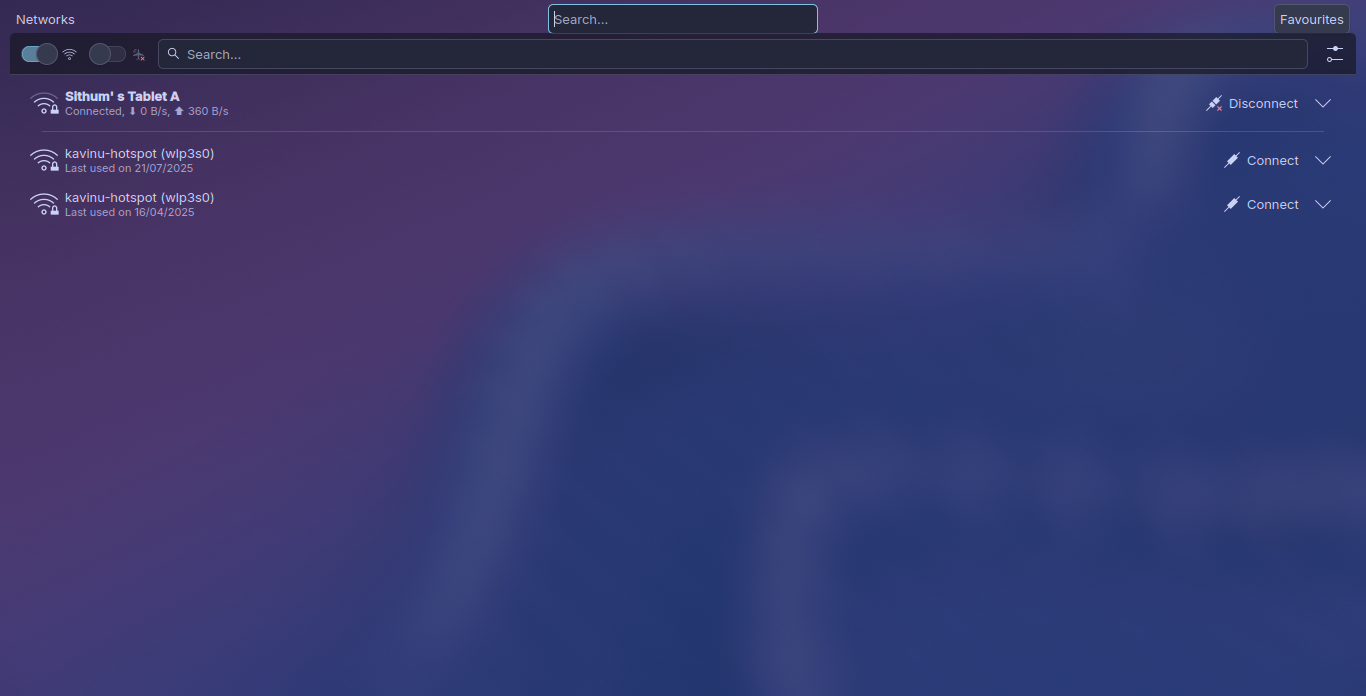 Networks
Search...
Favourites
Search...
Sithum' s Tablet A
Connected, ⬇ 0 B/s, ⬆ 360 B/s
Disconnect
kavinu-hotspot (wlp3s0)
Last used on 21/07/2025
Connect
kavinu-hotspot (wlp3s0)
Last used on 16/04/2025
Connect